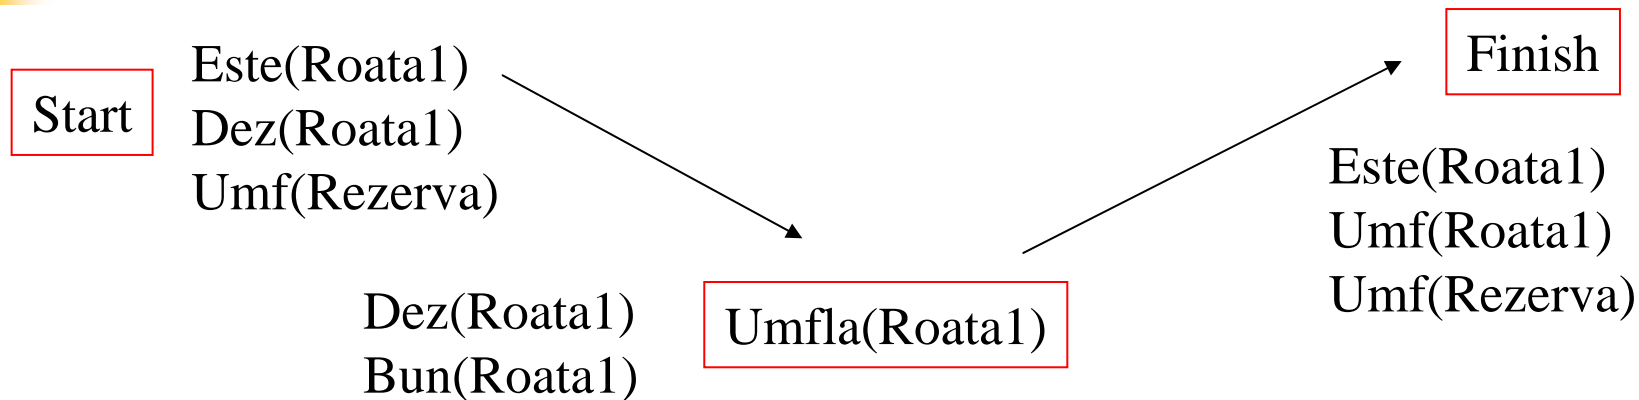 Start
Este(Roata1)
Dez(Roata1)
Umf(Rezerva)
Dez(Roata1)
Bun(Roata1)
Umfla(Roata1)
Finish
Este(Roata1)
Umf(Roata1)
Umf(Rezerva)